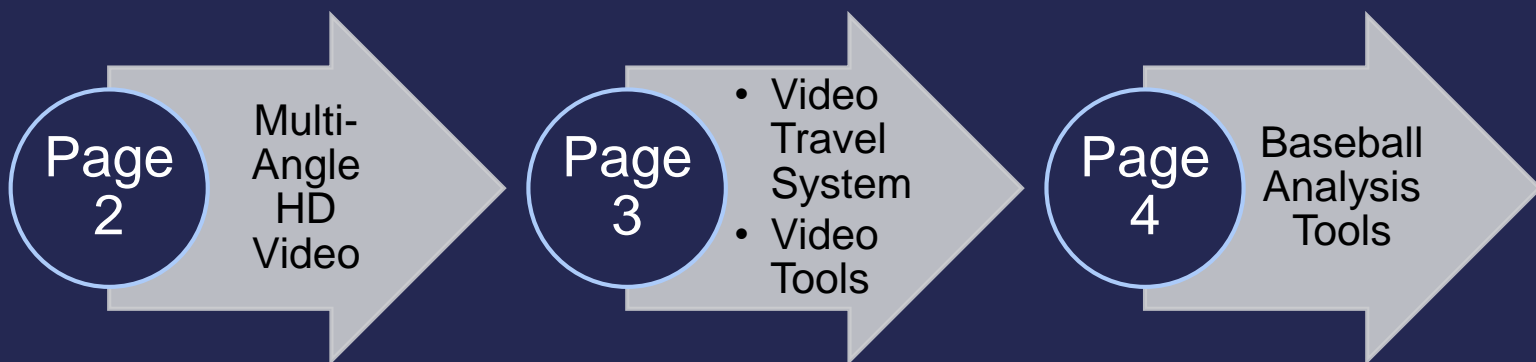 Page
2
Multi-
Angle
HD
Video
Page
3
• Video
Travel
System
• Video
Tools
Page
4
Baseball
Analysis
Tools